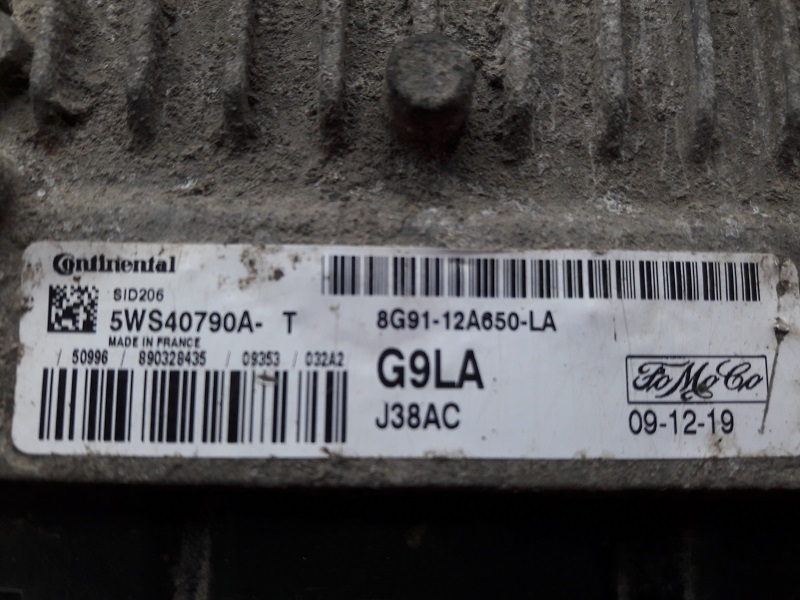 Continental
SID206
5WS40790A- T
MADE IN FRANCE
/ 50996 / 890328435 / 09353 / 032A2
8G91-12A650-LA
G9LA
J38AC
FoMoCo
09-12-19